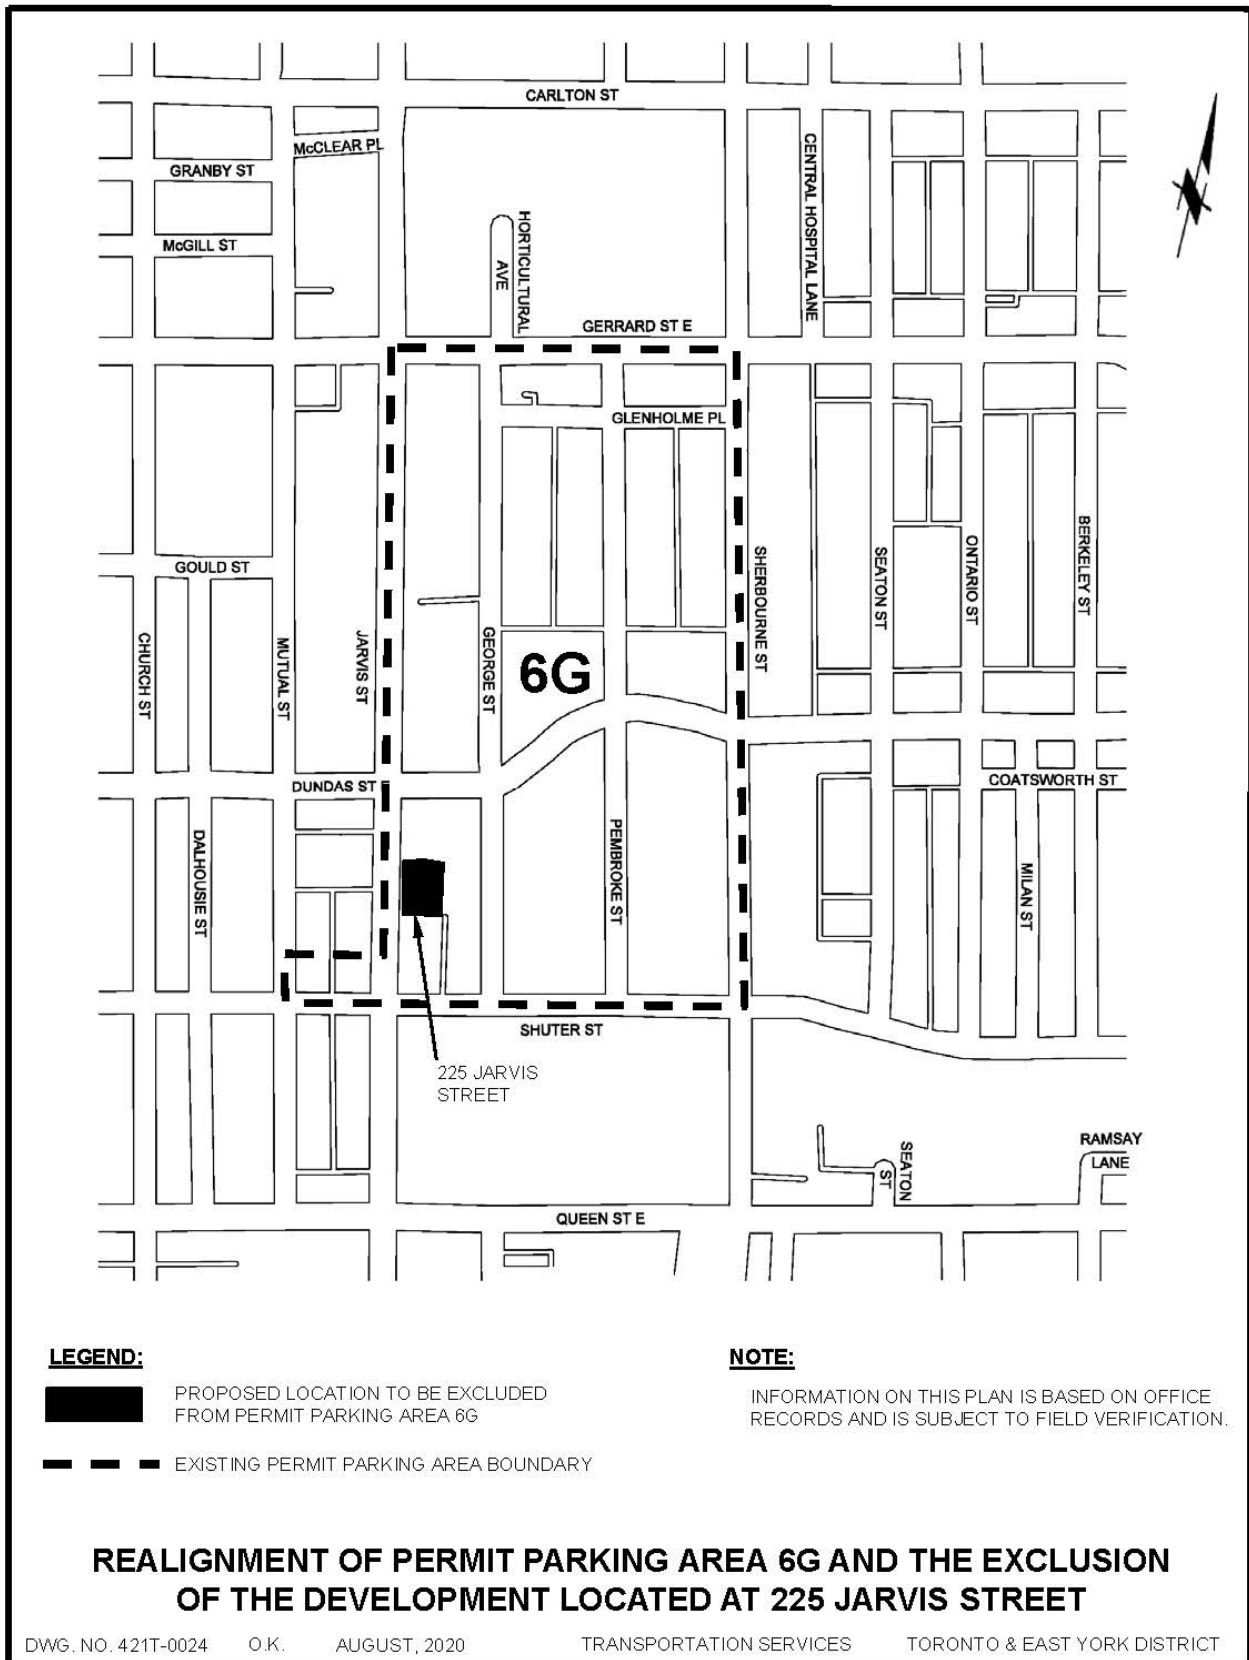 CARLTON ST
McCLEAR PL
GRANBY ST
McGILL ST
HORTICULTURAL
AVE
CENTRAL HOSPITAL LANE
GERRARD ST E
GLENHOLME PL
GOULD ST
CHURCH ST
MUTUAL ST
JARVIS ST
GEORGE ST
6G
SHERBOURNE ST
SEATON ST
ONTARIO ST
BERKELEY ST
DUNDAS ST
COATSWORTH ST
DALHOUSIE ST
PEMBROKE ST
MILAN ST
SHUTER ST
225 JARVIS
STREET
SEATON
ST
RAMSAY
LANE
QUEEN ST E
LEGEND:
PROPOSED LOCATION TO BE EXCLUDED
FROM PERMIT PARKING AREA 6G
EXISTING PERMIT PARKING AREA BOUNDARY
NOTE:
INFORMATION ON THIS PLAN IS BASED ON OFFICE
RECORDS AND IS SUBJECT TO FIELD VERIFICATION.
REALIGNMENT OF PERMIT PARKING AREA 6G AND THE EXCLUSION
OF THE DEVELOPMENT LOCATED AT 225 JARVIS STREET
DWG. NO. 421T-0024 O.K. AUGUST, 2020 TRANSPORTATION SERVICES TORONTO & EAST YORK DISTRICT